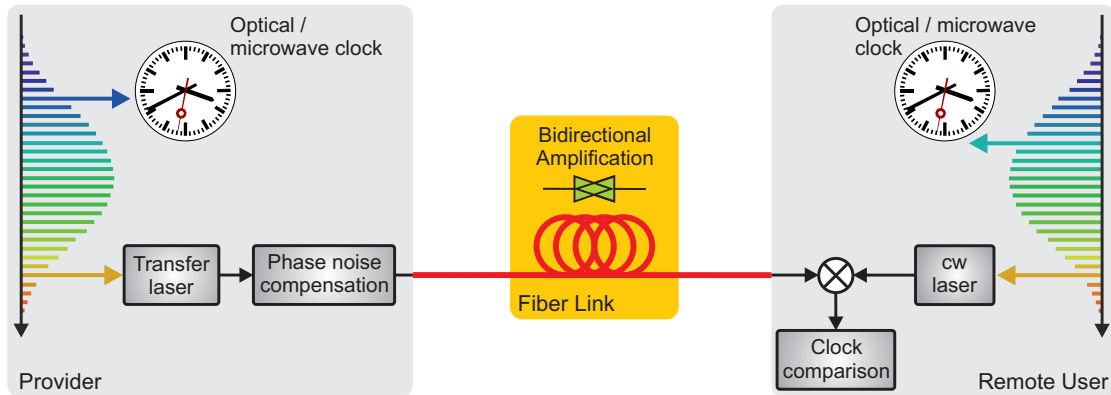 Optical /
microwave clock
Transfer
laser
Phase noise
compensation
Provider
Bidirectional
Amplification
Fiber Link
Optical / microwave
clock
cw
laser
Clock
comparison
Remote User